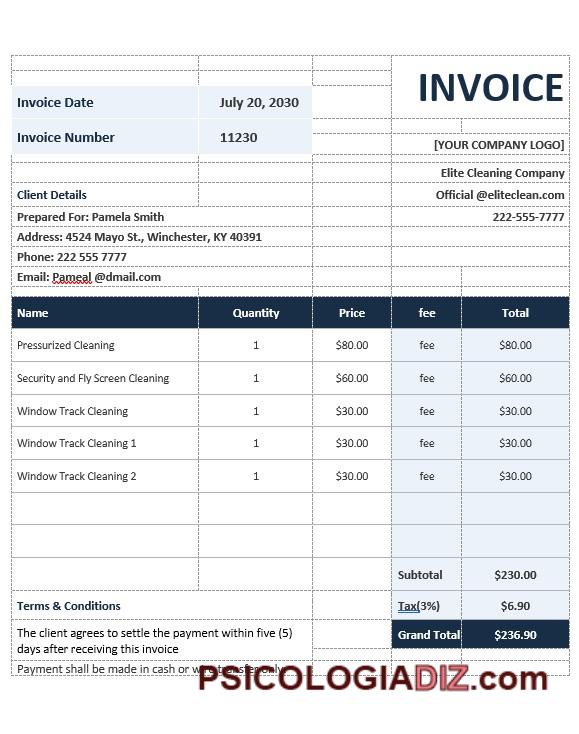 INVOICE
Invoice Date July 20, 2030
Invoice Number 11230
[YOUR COMPANY LOGO]
Elite Cleaning Company
Client Details Official @eliteclean.com
Prepared For: Pamela Smith 222-555-7777
Address: 4524 Mayo St., Winchester, KY 40391
Phone: 222 555 7777
Email: Pameal @dmail.com
Name Quantity Price fee Total
Pressurized Cleaning 1 $80.00 fee $80.00
Security and Fly Screen Cleaning 1 $60.00 fee $60.00
Window Track Cleaning 1 $30.00 fee $30.00
Window Track Cleaning 1 1 $30.00 fee $30.00
Window Track Cleaning 2 1 $30.00 fee $30.00
Subtotal $230.00
Terms & Conditions Tax(3%) $6.90
The client agrees to settle the payment within five (5) Grand Total $236.90
days after receiving this invoice
Payment shall be made in cash or wire transfer only.
PSICOLOGIADIZ.com